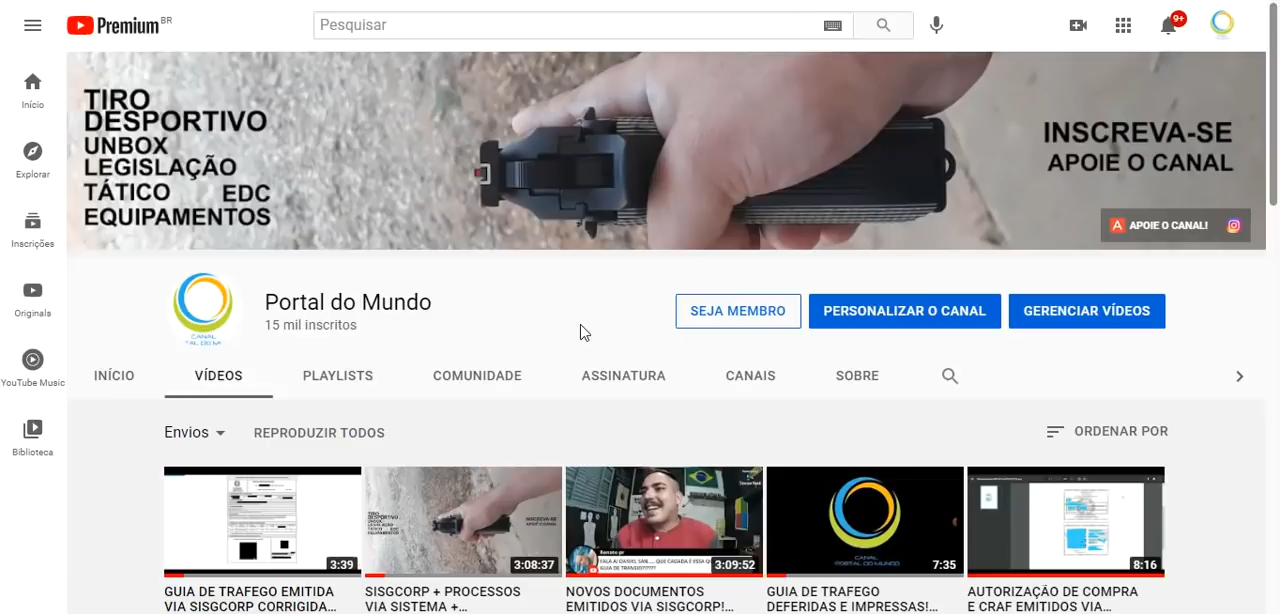 Premium BR
Pesquisar
9+
Início
Explorar
Inscrições
Originals
YouTube Music
Biblioteca
TIRO
DESPORTIVO
UNBOX
LEGISLAÇÃO
TÁTICO EDC
EQUIPAMENTOS
INSCREVA-SE
APOIE O CANAL
APOIE O CANAL!
CANAL
Portal do Mundo
15 mil inscritos
SEJA MEMBRO
PERSONALIZAR O CANAL
GERENCIAR VÍDEOS
INÍCIO
VÍDEOS
PLAYLISTS
COMUNIDADE
ASSINATURA
CANAIS
SOBRE
Envios
REPRODUZIR TODOS
ORDENAR POR
3:39
3:08:37
3:09:52
CANAL
PORTAL DO MUNDO
7:35
8:16
GUIA DE TRAFEGO EMITIDA
VIA SISGCORP CORRIGIDA...
SISGCORP + PROCESSOS
VIA SISTEMA +...
NOVOS DOCUMENTOS
EMITIDOS VIA SISGCORP!...
GUIA DE TRAFEGO
DEFERIDAS E IMPRESSAS!...
AUTORIZAÇÃO DE COMPRA
E CRAF EMITIDOS VIA...